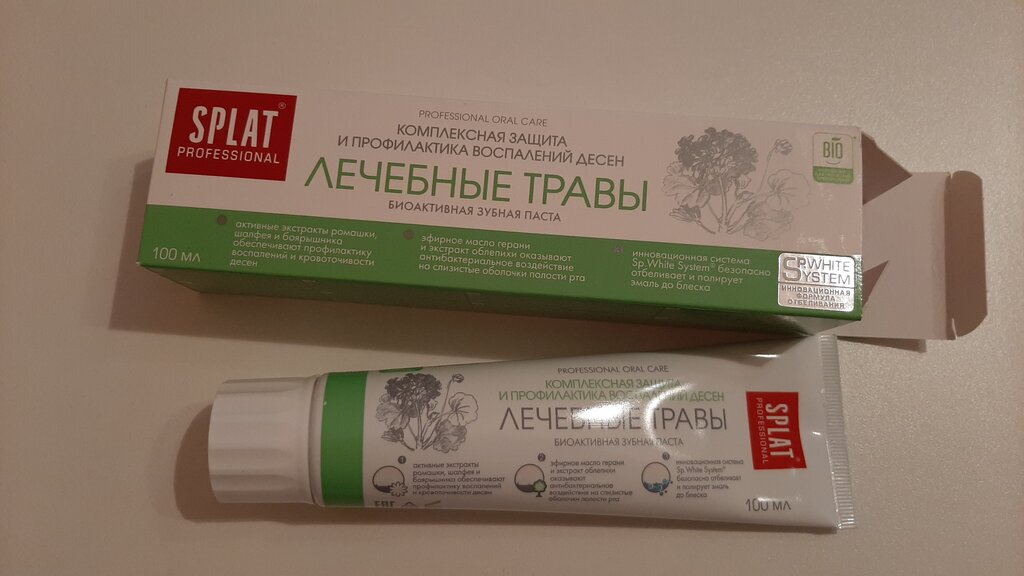 SPLAT®
PROFESSIONAL
PROFESSIONAL ORAL CARE
КОМПЛЕКСНАЯ ЗАЩИТА
И ПРОФИЛАКТИКА ВОСПАЛЕНИЙ ДЕСЕН
ЛЕЧЕБНЫЕ ТРАВЫ
БИОАКТИВНАЯ ЗУБНАЯ ПАСТА
BIO
100 МЛ
активные экстракты ромашки,
шалфея и боярышника
обеспечивают профилактику
воспалений и кровоточивости
десен
эфирное масло герани
и экстракт облепихи оказывают
антибактериальное воздействие
на слизистые оболочки полости рта
инновационная система
Sp.White System® безопасно
отбеливает и полирует
эмаль до блеска
SP.WHITE
SYSTEM
ИННОВАЦИОННАЯ
ФОРМУЛА
ОТБЕЛИВАНИЯ
PROFESSIONAL ORAL CARE
КОМПЛЕКСНАЯ ЗАЩИТА
И ПРОФИЛАКТИКА ВОСПАЛЕНИЙ ДЕСЕН
ЛЕЧЕБНЫЕ ТРАВЫ
БИОАКТИВНАЯ ЗУБНАЯ ПАСТА
SPLAT®
PROFESSIONAL
1
активные экстракты
ромашки, шалфея и
боярышника обеспечивают
профилактику воспалений
и кровоточивости десен
2
эфирное масло герани
и экстракт облепихи
оказывают
антибактериальное
воздействие на слизистые
оболочки полости рта
3
инновационная система
Sp.White System®
безопасно отбеливает
и полирует эмаль
до блеска
100 МЛ
EAC